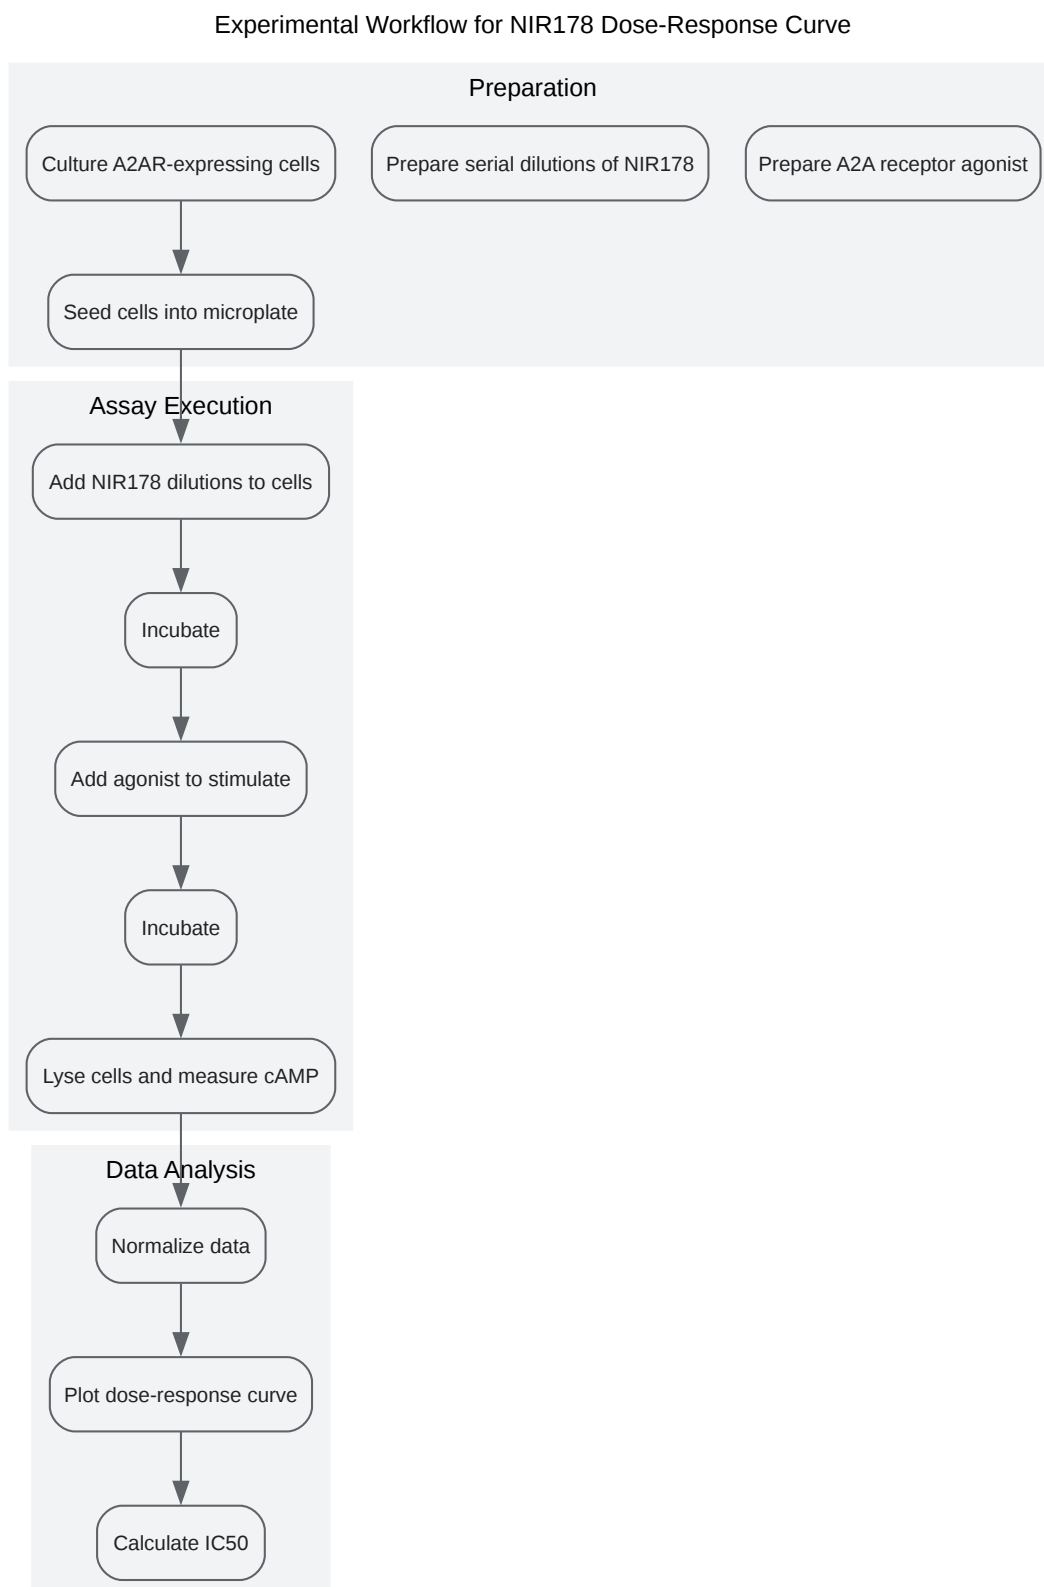 Experimental Workflow for NIR178 Dose-Response Curve
Preparation
Culture A2AR-expressing cells
Prepare serial dilutions of NIR178
Prepare A2A receptor agonist
Seed cells into microplate
Assay Execution
Add NIR178 dilutions to cells
Incubate
Add agonist to stimulate
Incubate
Lyse cells and measure cAMP
Data Analysis
Normalize data
Plot dose-response curve
Calculate IC50